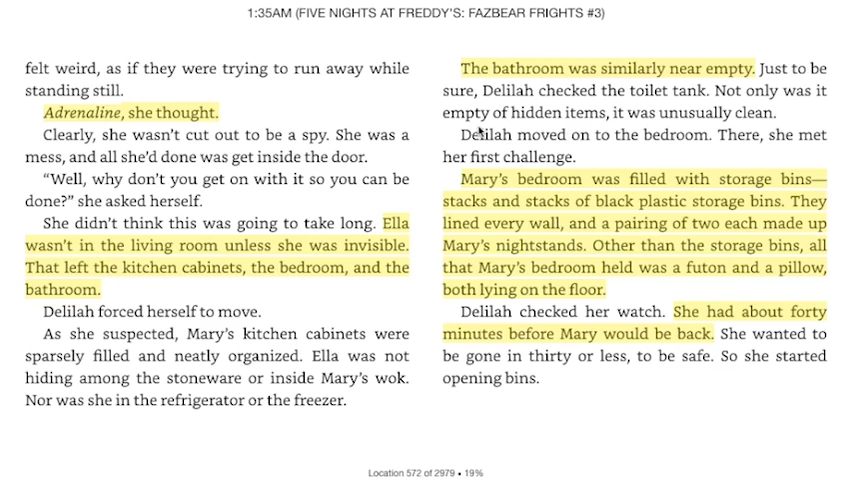 1:35AM (FIVE NIGHTS AT FREDDY'S: FAZBEAR FRIGHTS #3)
felt weird, as if they were trying to run away while
standing still.
Adrenaline, she thought.
Clearly, she wasn't cut out to be a spy. She was a
mess, and all she'd done was get inside the door.
“Well, why don't you get on with it so you can be
done?” she asked herself.
She didn't think this was going to take long. Ella
wasn't in the living room unless she was invisible.
That left the kitchen cabinets, the bedroom, and the
bathroom.
Delilah forced herself to move.
As she suspected, Mary's kitchen cabinets were
sparsely filled and neatly organized. Ella was not
hiding among the stoneware or inside Mary's wok.
Nor was she in the refrigerator or the freezer.
The bathroom was similarly near empty. Just to be
sure, Delilah checked the toilet tank. Not only was it
empty of hidden items, it was unusually clean.
Delilah moved on to the bedroom. There, she met
her first challenge.
Mary's bedroom was filled with storage bins—
stacks and stacks of black plastic storage bins. They
lined every wall, and a pairing of two each made up
Mary's nightstands. Other than the storage bins, all
that Mary's bedroom held was a futon and a pillow,
both lying on the floor.
Delilah checked her watch. She had about forty
minutes before Mary would be back. She wanted to
be gone in thirty or less, to be safe. So she started
opening bins.
Location 572 of 2979 • 19%